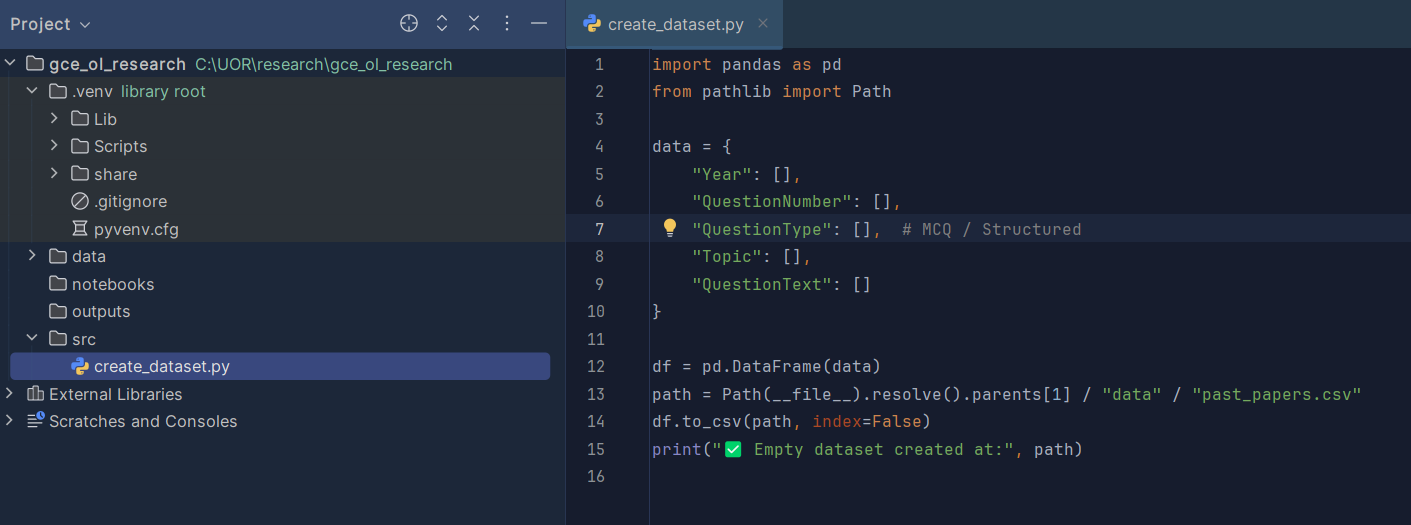 Project
gce_ol_research C:\UOR\research\gce_ol_research
.venv library root
Lib
Scripts
share
.gitignore
pyvenv.cfg
data
notebooks
outputs
src
create_dataset.py
External Libraries
Scratches and Consoles
create_dataset.py
1 import pandas as pd
2 from pathlib import Path
3
4 data = {
5     "Year": [],
6     "QuestionNumber": [],
7     "QuestionType": [],  # MCQ / Structured
8     "Topic": [],
9     "QuestionText": []
10 }
11
12 df = pd.DataFrame(data)
13 path = Path(__file__).resolve().parents[1] / "data" / "past_papers.csv"
14 df.to_csv(path, index=False)
15 print("✅ Empty dataset created at:", path)
16